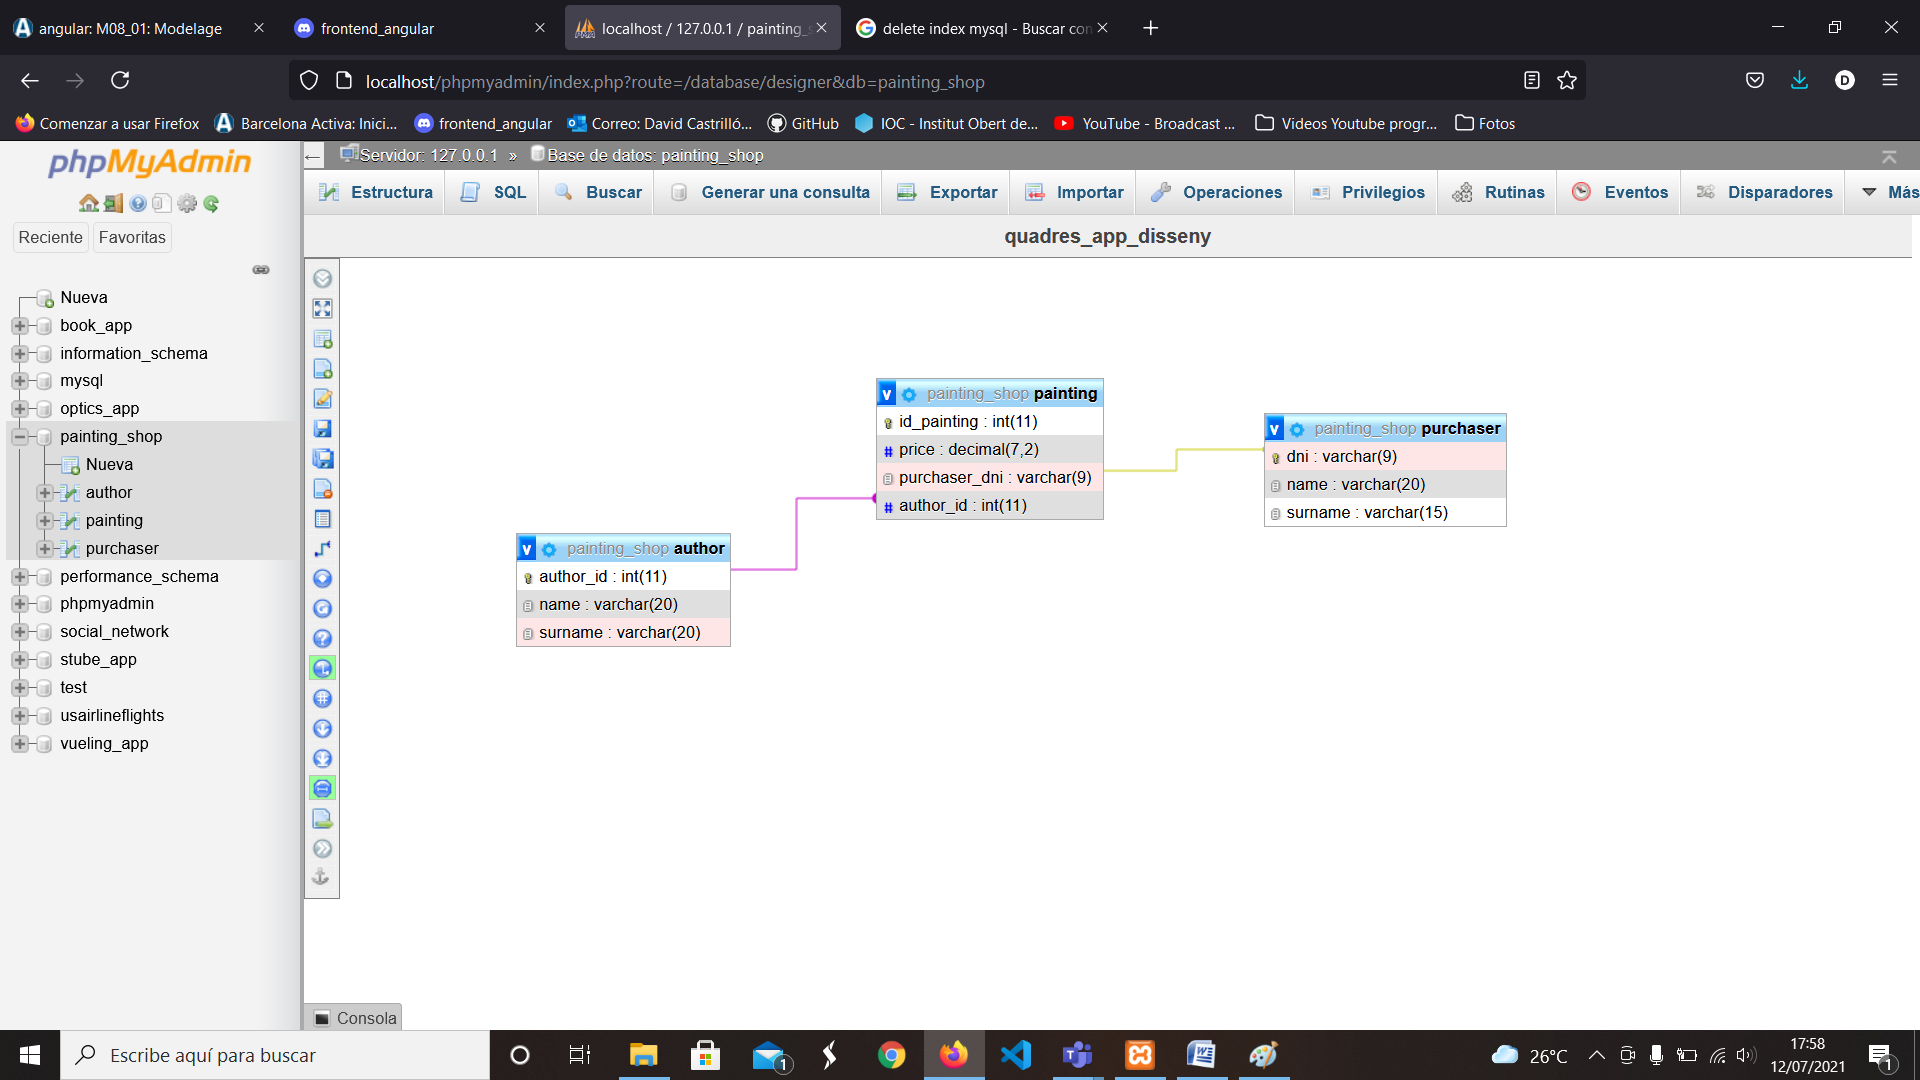 angular: M08_01: Modelage
frontend_angular
localhost / 127.0.0.1 / painting_s
delete index mysql - Buscar con
localhost/phpmyadmin/index.php?route=/database/designer&db=painting_shop
D
Comenzar a usar Firefox
Barcelona Activa: Inici...
frontend_angular
Correo: David Castrilló...
GitHub
IOC - Institut Obert de...
YouTube - Broadcast ...
Videos Youtube progr...
Fotos
phpMyAdmin
Reciente
Favoritas
Nueva
book_app
information_schema
mysql
optics_app
painting_shop
Nueva
author
painting
purchaser
performance_schema
phpmyadmin
social_network
stube_app
test
usairlineflights
vueling_app
Servidor: 127.0.0.1 » Base de datos: painting_shop
Estructura
SQL
Buscar
Generar una consulta
Exportar
Importar
Operaciones
Privilegios
Rutinas
Eventos
Disparadores
Más
quadres_app_disseny
v painting_shop painting
id_painting : int(11)
# price : decimal(7,2)
purchaser_dni : varchar(9)
# author_id : int(11)
v painting_shop purchaser
dni : varchar(9)
name : varchar(20)
surname : varchar(15)
v painting_shop author
author_id : int(11)
name : varchar(20)
surname : varchar(20)
Consola
Escribe aquí para buscar
1
26°C
17:58
12/07/2021
1